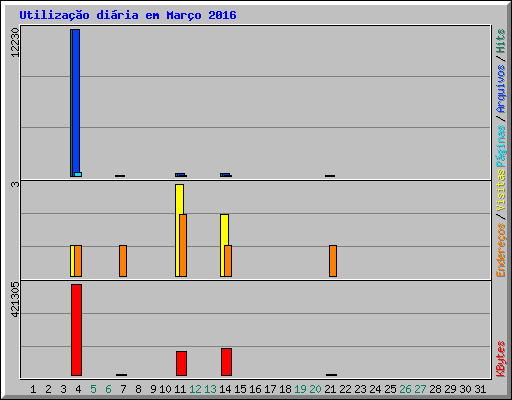 Utilização diária em Março 2016
12230
3
421305
Páginas / Arquivos / Hits
Endereços / Visitas
KBytes
1 2 3 4 5 6 7 8 9 10 11 12 13 14 15 16 17 18 19 20 21 22 23 24 25 26 27 28 29 30 31